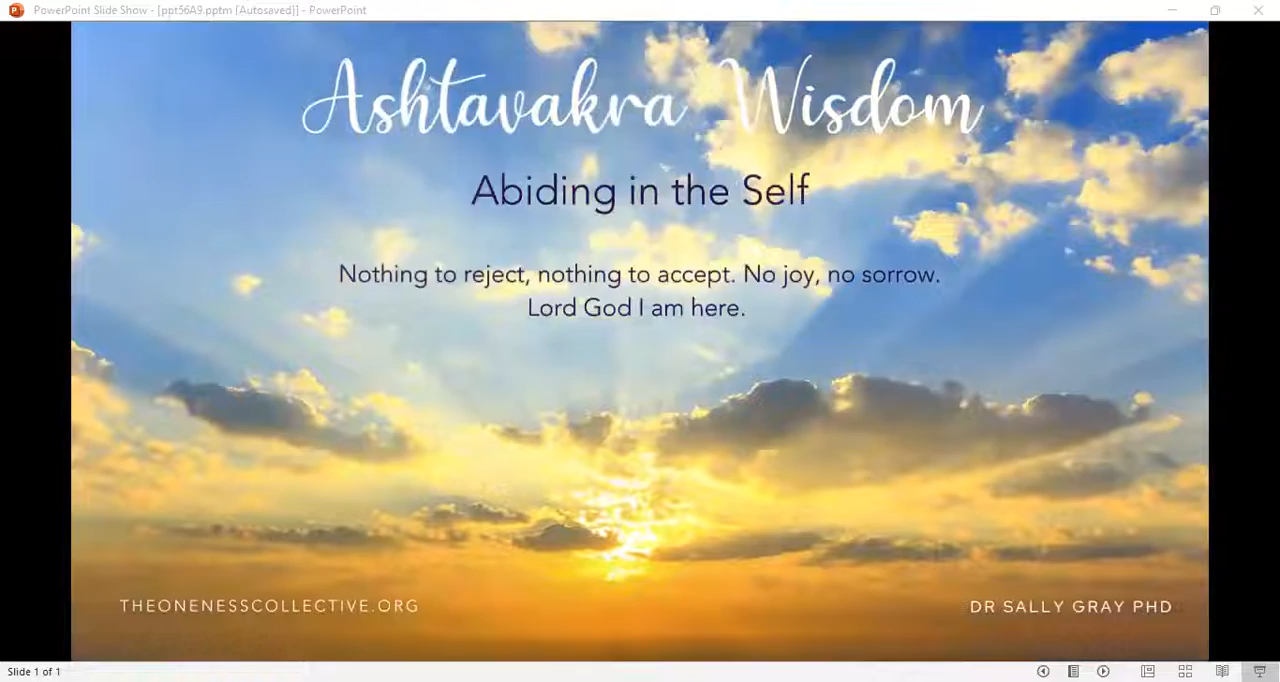 PowerPoint Slide Show - [ppt56A9.pptm [Autosaved]] - PowerPoint
Ashtavakra Wisdom
Abiding in the Self
Nothing to reject, nothing to accept. No joy, no sorrow.
Lord God I am here.
THEONENESSCOLLECTIVE.ORG
DR SALLY GRAY PHD
Slide 1 of 1